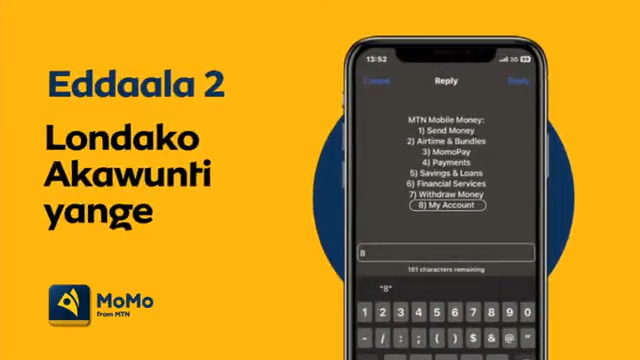 Eddaala 2
Londako
Akawunti
yange
MoMo
from MTN
13:52
3G 89
Cancel
Reply
Reply
MTN Mobile Money:
1) Send Money
2) Airtime & Bundles
3) MomoPay
4) Payments
5) Savings & Loans
6) Financial Services
7) Withdraw Money
8) My Account
8
181 characters remaining
"8"
1 2 3 4 5 6 7 8 9 0
- / : ; ( ) $ & @ "